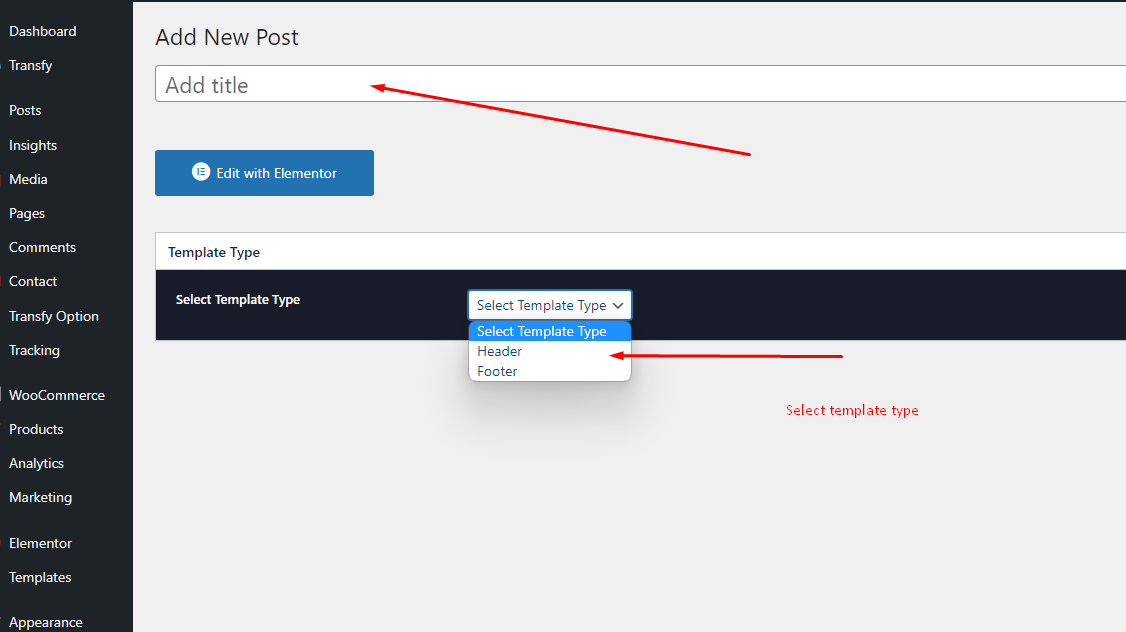 Dashboard
Transfy
Posts
Insights
Media
Pages
Comments
Contact
Transfy Option
Tracking
WooCommerce
Products
Analytics
Marketing
Elementor
Templates
Appearance
Add New Post
Add title
Edit with Elementor
Template Type
Select Template Type
Select Template Type
Select Template Type
Header
Footer
Select template type